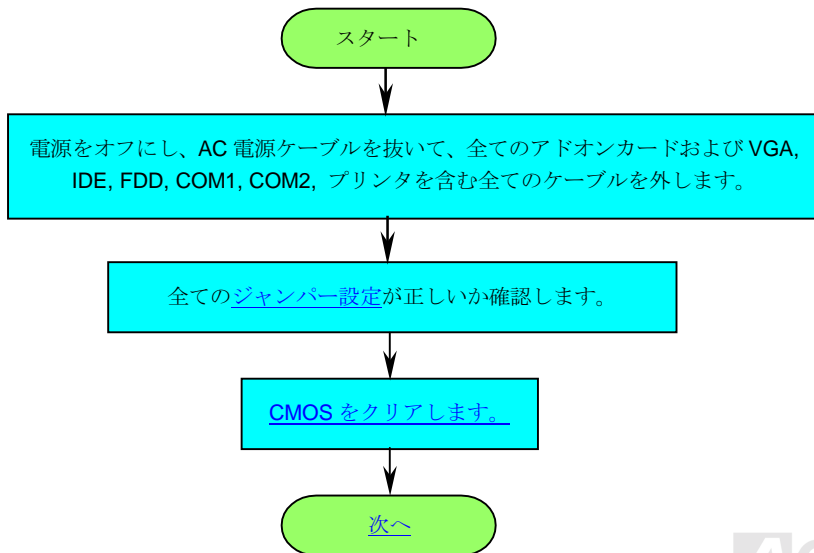 スタート
電源をオフにし、AC 電源ケーブルを抜いて、全てのアドオンカードおよび VGA,
IDE, FDD, COM1, COM2, プリンタを含む全てのケーブルを外します。
全てのジャンパー設定が正しいか確認します。
CMOS をクリアします。
次へ